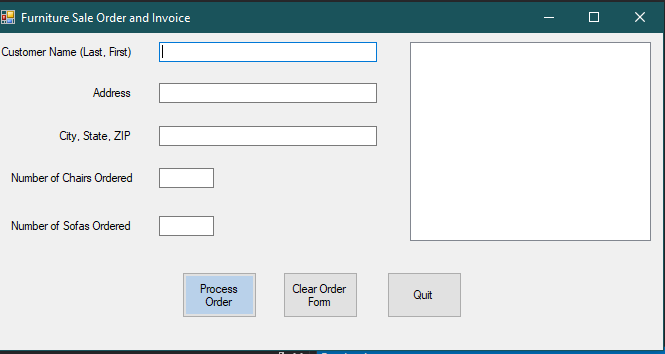 Furniture Sale Order and Invoice
Customer Name (Last, First)
Address
City, State, ZIP
Number of Chairs Ordered
Number of Sofas Ordered
Process
Order
Clear Order
Form
Quit